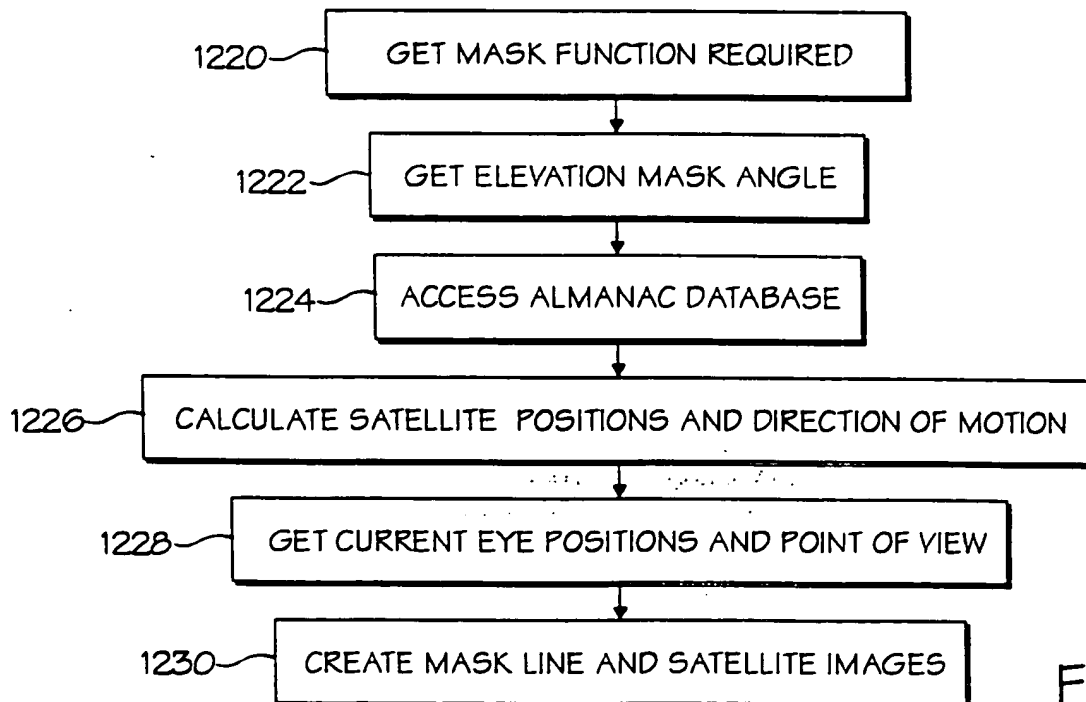 1220 GET MASK FUNCTION REQUIRED
1222 GET ELEVATION MASK ANGLE
1224 ACCESS ALMANAC DATABASE
1226 CALCULATE SATELLITE POSITIONS AND DIRECTION OF MOTION
1228 GET CURRENT EYE POSITIONS AND POINT OF VIEW
1230 CREATE MASK LINE AND SATELLITE IMAGES